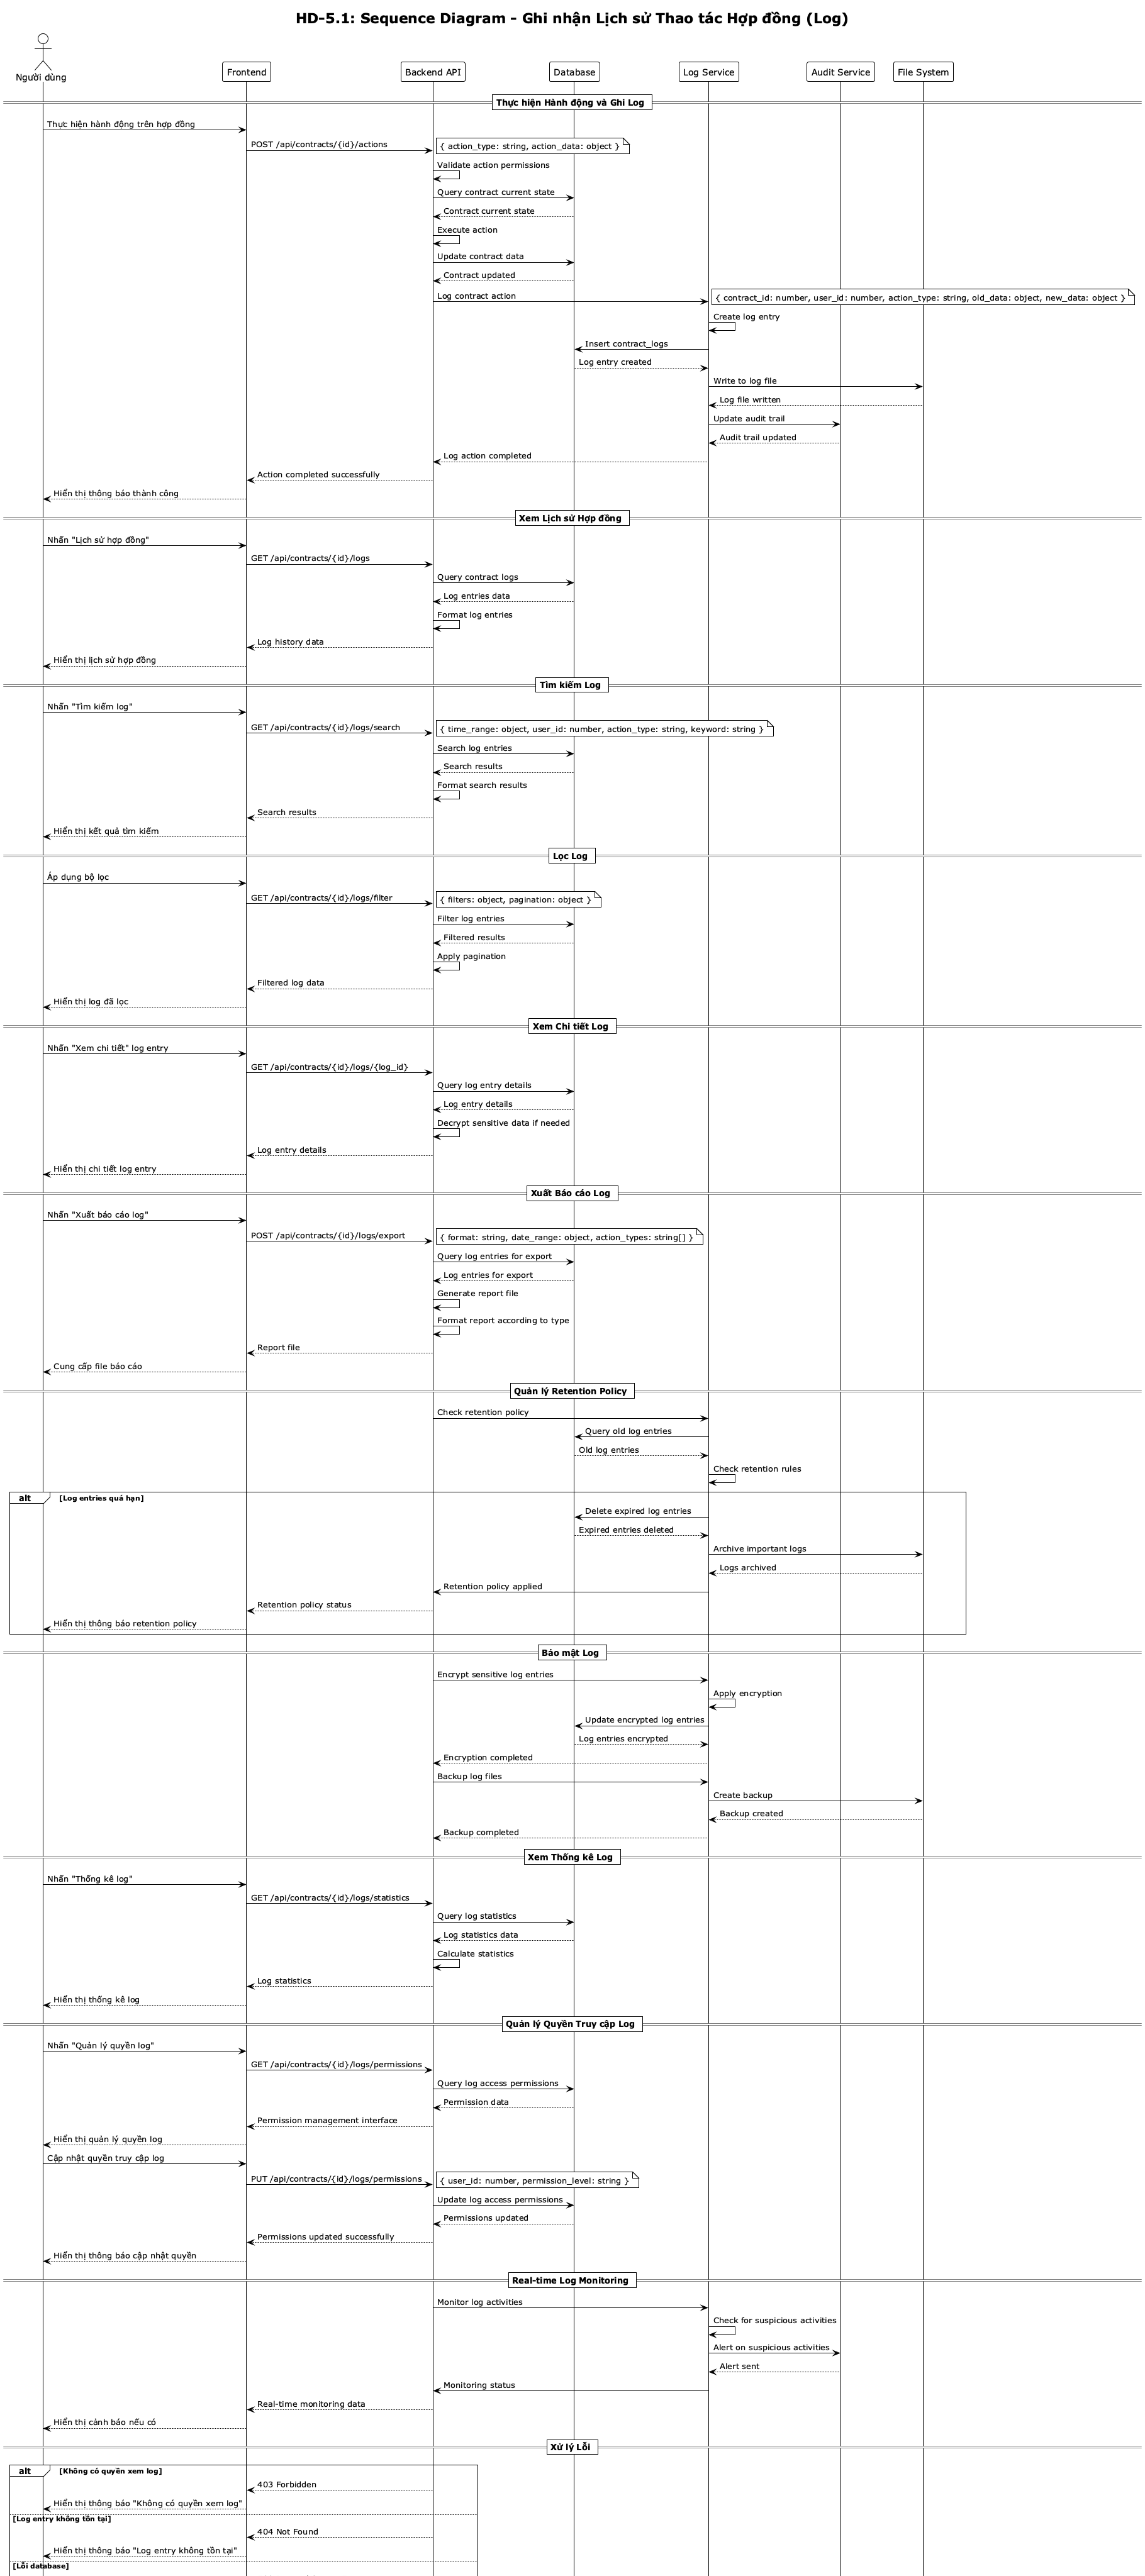 HD-5.1: Sequence Diagram - Ghi nhận Lịch sử Thao tác Hợp đồng (Log)
Người dùng
Frontend
Backend API
Database
Log Service
Audit Service
File System
Thực hiện Hành động và Ghi Log
Thực hiện hành động trên hợp đồng
POST /api/contracts/{id}/actions
{ action_type: string, action_data: object }
Validate action permissions
Query contract current state
Contract current state
Execute action
Update contract data
Contract updated
Log contract action
{ contract_id: number, user_id: number, action_type: string, old_data: object, new_data: object }
Create log entry
Insert contract_logs
Log entry created
Write to log file
Log file written
Update audit trail
Audit trail updated
Log action completed
Action completed successfully
Hiển thị thông báo thành công
Xem Lịch sử Hợp đồng
Nhấn "Lịch sử hợp đồng"
GET /api/contracts/{id}/logs
Query contract logs
Log entries data
Format log entries
Log history data
Hiển thị lịch sử hợp đồng
Tìm kiếm Log
Nhấn "Tìm kiếm log"
GET /api/contracts/{id}/logs/search
{ time_range: object, user_id: number, action_type: string, keyword: string }
Search log entries
Search results
Format search results
Search results
Hiển thị kết quả tìm kiếm
Lọc Log
Áp dụng bộ lọc
GET /api/contracts/{id}/logs/filter
{ filters: object, pagination: object }
Filter log entries
Filtered results
Apply pagination
Filtered log data
Hiển thị log đã lọc
Xem Chi tiết Log
Nhấn "Xem chi tiết" log entry
GET /api/contracts/{id}/logs/{log_id}
Query log entry details
Log entry details
Decrypt sensitive data if needed
Log entry details
Hiển thị chi tiết log entry
Xuất Báo cáo Log
Nhấn "Xuất báo cáo log"
POST /api/contracts/{id}/logs/export
{ format: string, date_range: object, action_types: string[] }
Query log entries for export
Log entries for export
Generate report file
Format report according to type
Report file
Cung cấp file báo cáo
Quản lý Retention Policy
Check retention policy
Query old log entries
Old log entries
Check retention rules
alt
[Log entries quá hạn]
Delete expired log entries
Expired entries deleted
Archive important logs
Logs archived
Retention policy applied
Retention policy status
Hiển thị thông báo retention policy
Bảo mật Log
Encrypt sensitive log entries
Apply encryption
Update encrypted log entries
Log entries encrypted
Encryption completed
Backup log files
Create backup
Backup created
Backup completed
Xem Thống kê Log
Nhấn "Thống kê log"
GET /api/contracts/{id}/logs/statistics
Query log statistics
Log statistics data
Calculate statistics
Log statistics
Hiển thị thống kê log
Quản lý Quyền Truy cập Log
Nhấn "Quản lý quyền log"
GET /api/contracts/{id}/logs/permissions
Query log access permissions
Permission data
Permission management interface
Hiển thị quản lý quyền log
Cập nhật quyền truy cập log
PUT /api/contracts/{id}/logs/permissions
{ user_id: number, permission_level: string }
Update log access permissions
Permissions updated
Permissions updated successfully
Hiển thị thông báo cập nhật quyền
Real-time Log Monitoring
Monitor log activities
Check for suspicious activities
Alert on suspicious activities
Alert sent
Monitoring status
Real-time monitoring data
Hiển thị cảnh báo nếu có
Xử lý Lỗi
alt
[Không có quyền xem log]
403 Forbidden
Hiển thị thông báo "Không có quyền xem log"
[Log entry không tồn tại]
404 Not Found
Hiển thị thông báo "Log entry không tồn tại"
[Lỗi database]